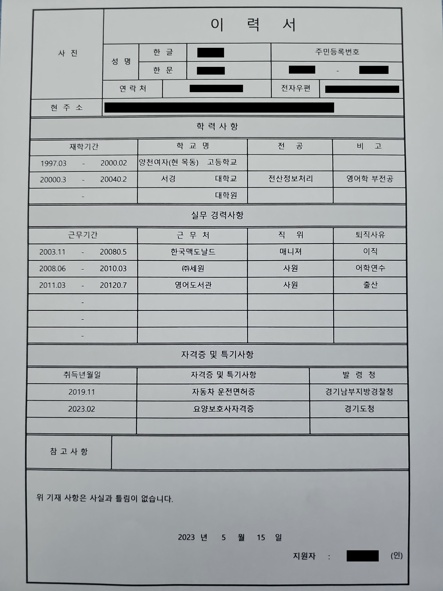 이 력 서
사 진
성 명
한 글
주민등록번호
한 문
-
연락처
전자우편
현 주 소
학력사항
재학기간 학 교 명 전 공 비 고
1997.03 - 2000.02 양천여자(현 목동) 고등학교
20000.3 - 20040.2 서경 대학교 전산정보처리 영어학 부전공
- 대학원
실무 경력사항
근무기간 근 무 처 직 위 퇴직사유
2003.11 - 20080.5 한국맥도날드 매니져 이직
2008.06 - 2010.03 ㈜세원 사원 어학연수
2011.03 - 20120.7 영어도서관 사원 출산
-
-
-
자격증 및 특기사항
취득년월일 자격증 및 특기사항 발 령 청
2019.11 자동차 운전면허증 경기남부지방경찰청
2023.02 요양보호사자격증 경기도청
참고사항
위 기재 사항은 사실과 틀림이 없습니다.
2023 년 5 월 15 일
지원자 : (인)